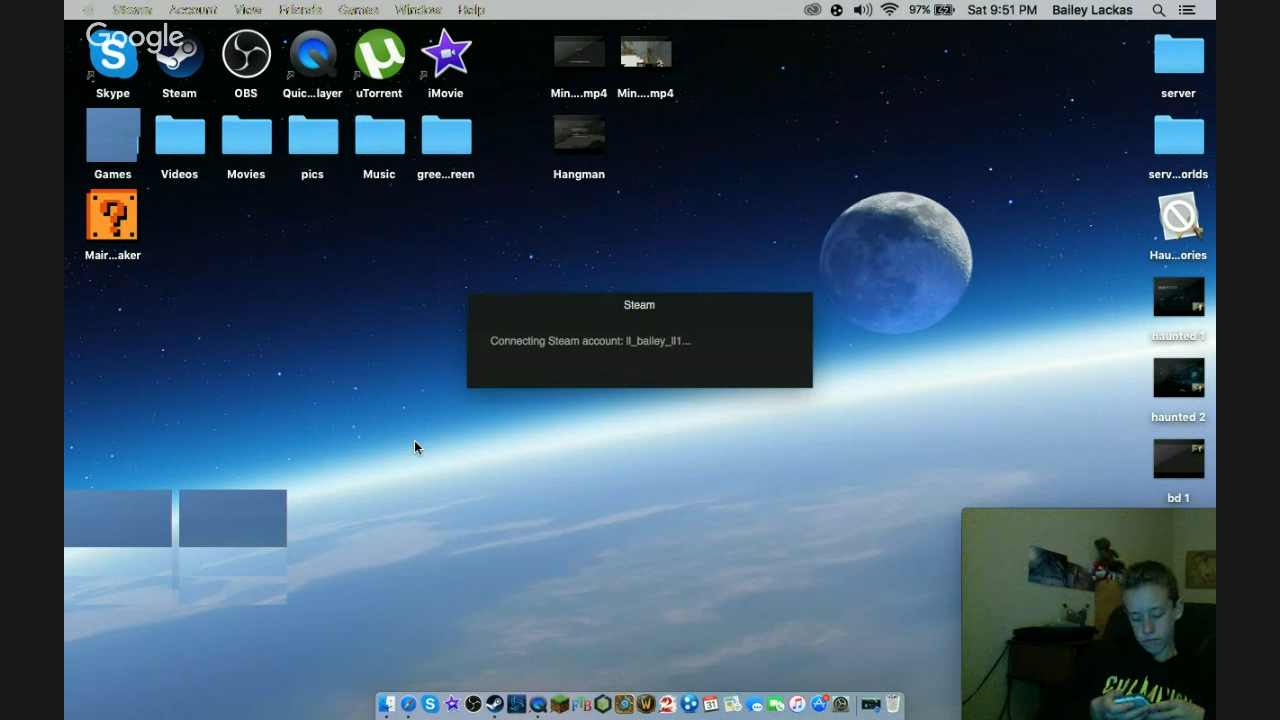 Steam Account View Friends Games Window Help
97% Sat 9:51 PM Bailey Lackas
Google
Skype Steam OBS Quic...layer uTorrent iMovie Min....mp4 Min....mp4 server
Games Videos Movies pics Music gree...reen Hangman serv...orlds
Mair...aker Hau...ories
Steam
Connecting Steam account: ll_bailey_ll1...
haunted 1
haunted 2
bd 1
31